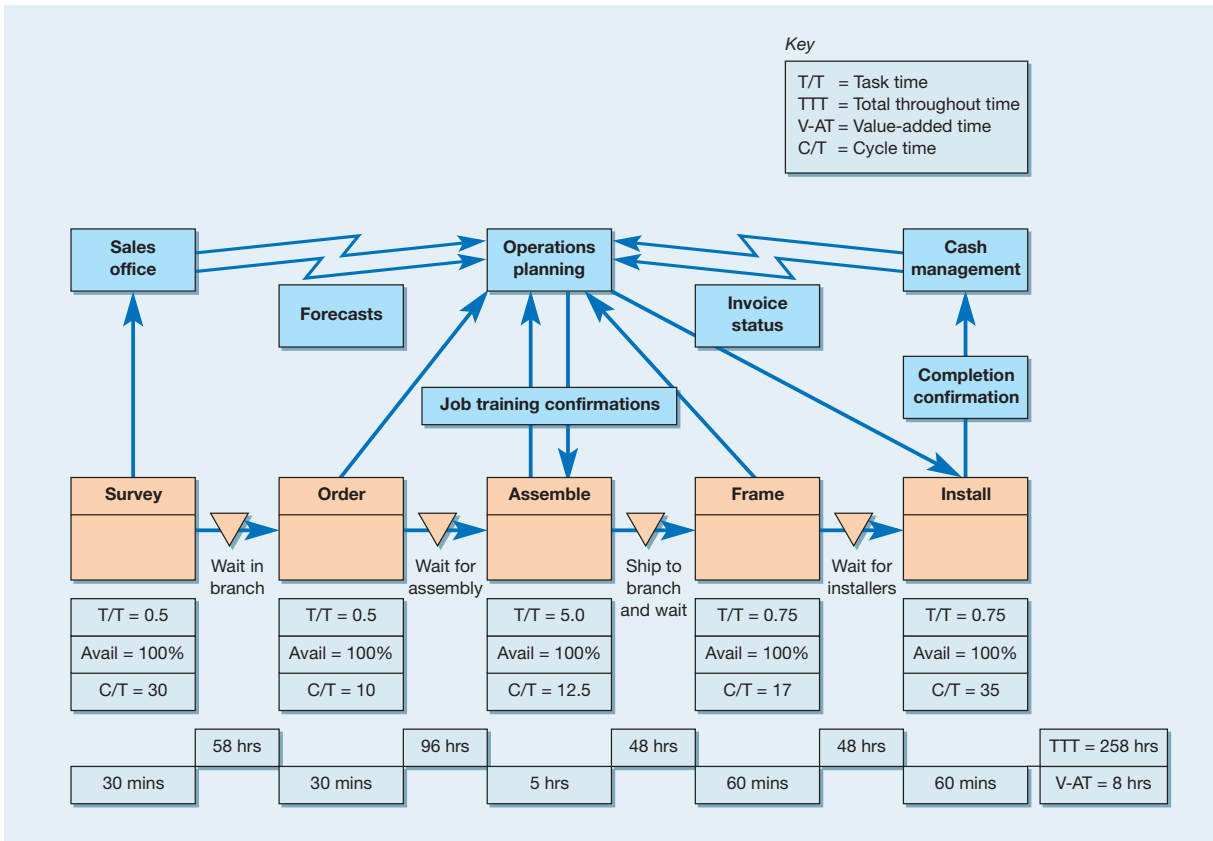 Key
T/T = Task time
TTT = Total throughout time
V-AT = Value-added time
C/T = Cycle time
Sales
office
Operations
planning
Cash
management
Forecasts
Invoice
status
Job training confirmations
Completion
confirmation
Survey
Order
Assemble
Frame
Install
Wait in
branch
Wait for
assembly
Ship to
branch
and wait
Wait for
installers
T/T = 0.5
T/T = 0.5
T/T = 5.0
T/T = 0.75
T/T = 0.75
Avail = 100%
Avail = 100%
Avail = 100%
Avail = 100%
Avail = 100%
C/T = 30
C/T = 10
C/T = 12.5
C/T = 17
C/T = 35
58 hrs
96 hrs
48 hrs
48 hrs
TTT = 258 hrs
30 mins
30 mins
5 hrs
60 mins
60 mins
V-AT = 8 hrs